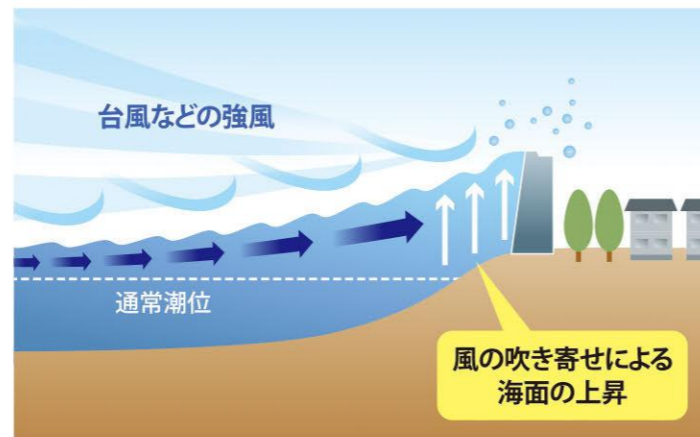 台風などの強風
通常潮位
風の吹き寄せによる
海面の上昇